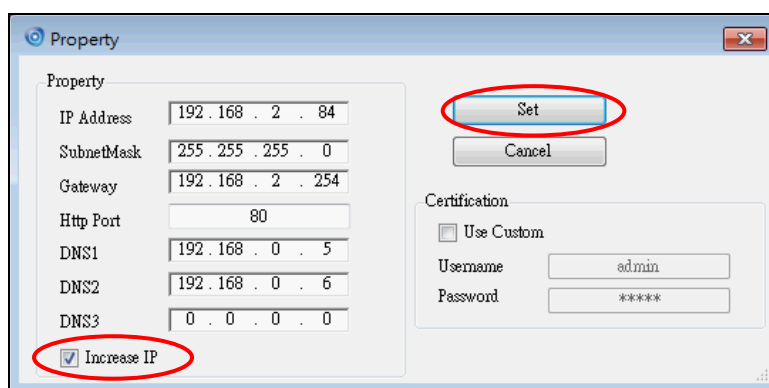 Property
Property
IP Address 192 . 168 . 2 . 84
SubnetMask 255 . 255 . 255 . 0
Gateway 192 . 168 . 2 . 254
Http Port 80
DNS1 192 . 168 . 0 . 5
DNS2 192 . 168 . 0 . 6
DNS3 0 . 0 . 0 . 0
Increase IP
Set
Cancel
Certification
Use Custom
Username admin
Password *****